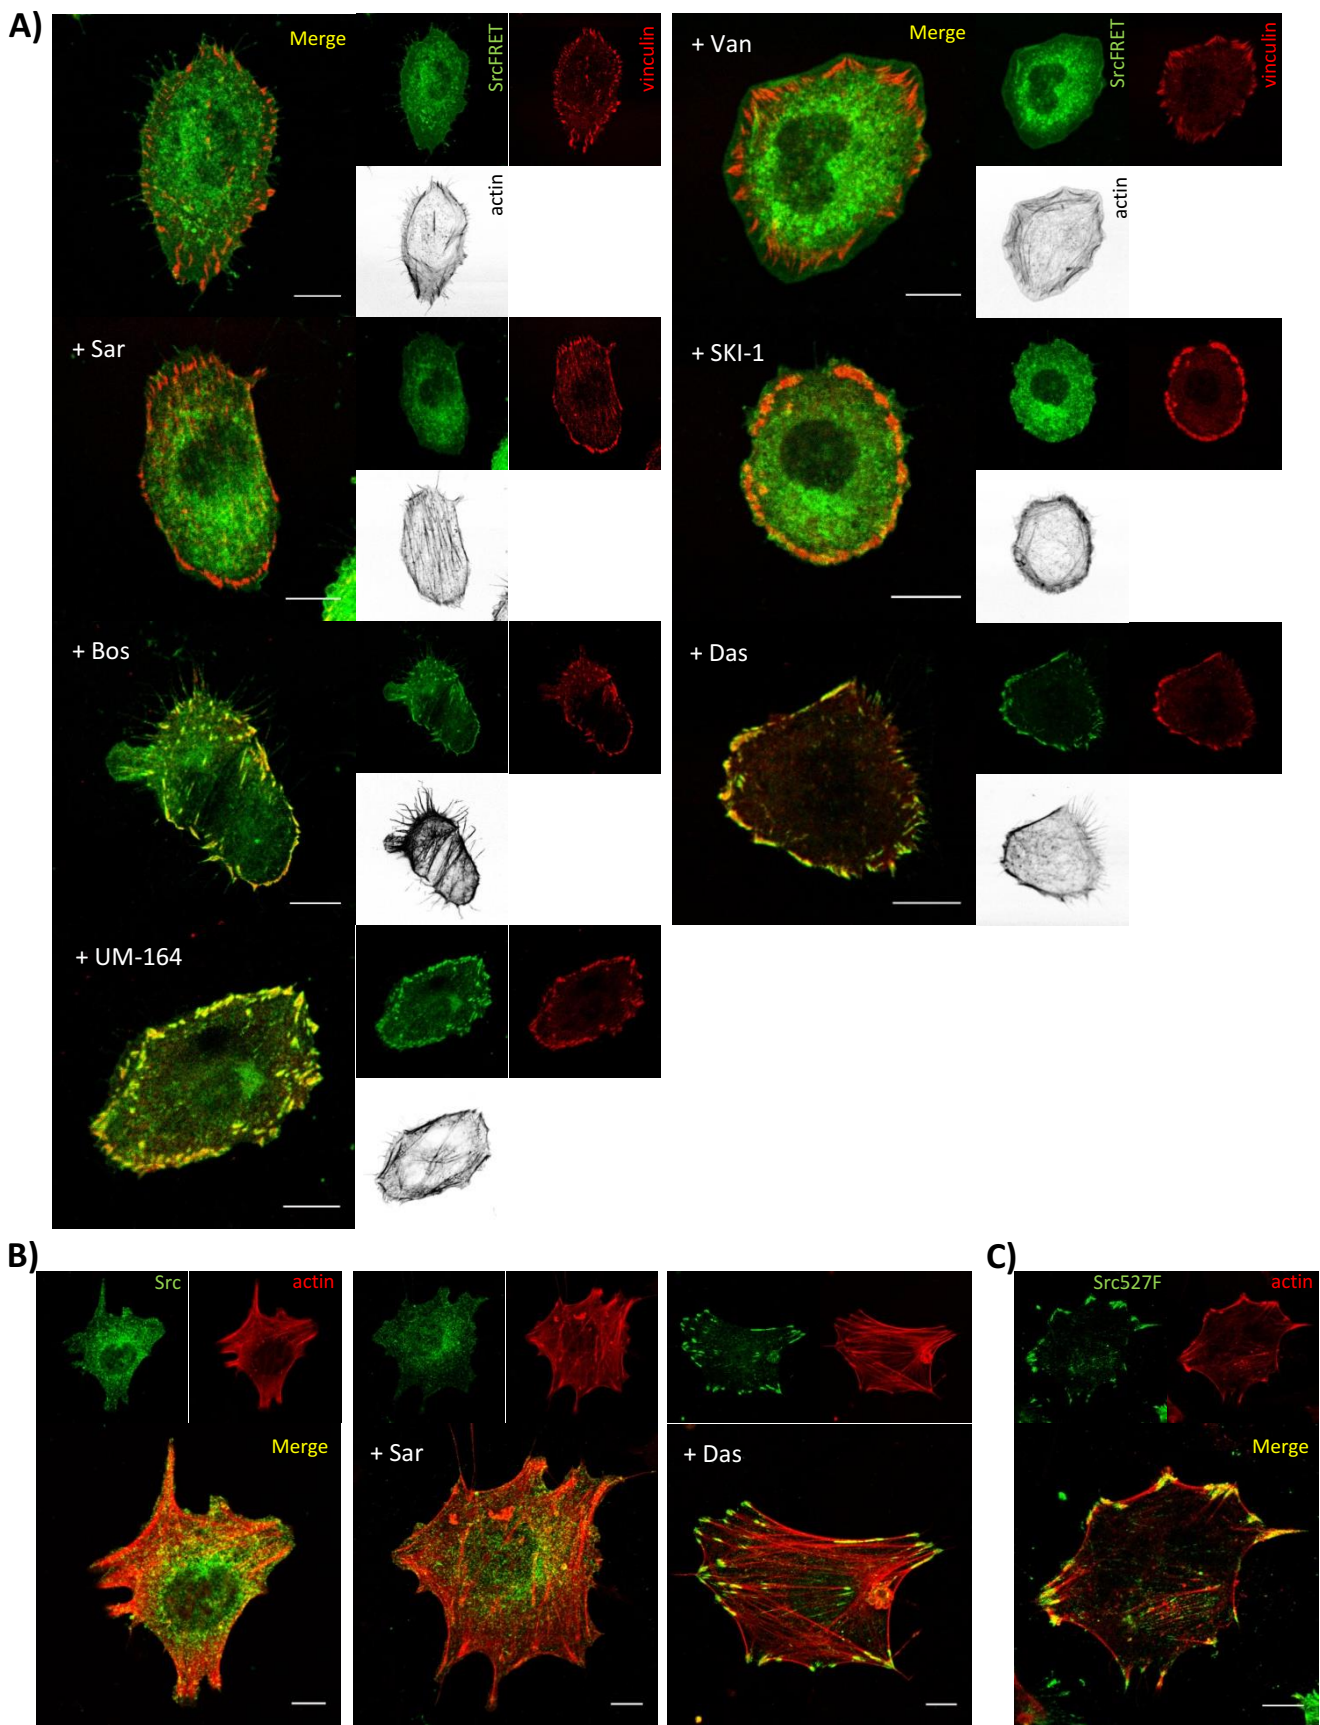 A)
Merge
SrcFRET
vinculin
actin
+ Van
Merge
SrcFRET
vinculin
actin
+ Sar
+ SKI-1
+ Bos
+ Das
+ UM-164
B)
Src
actin
Merge
+ Sar
+ Das
C)
Src527F
actin
Merge